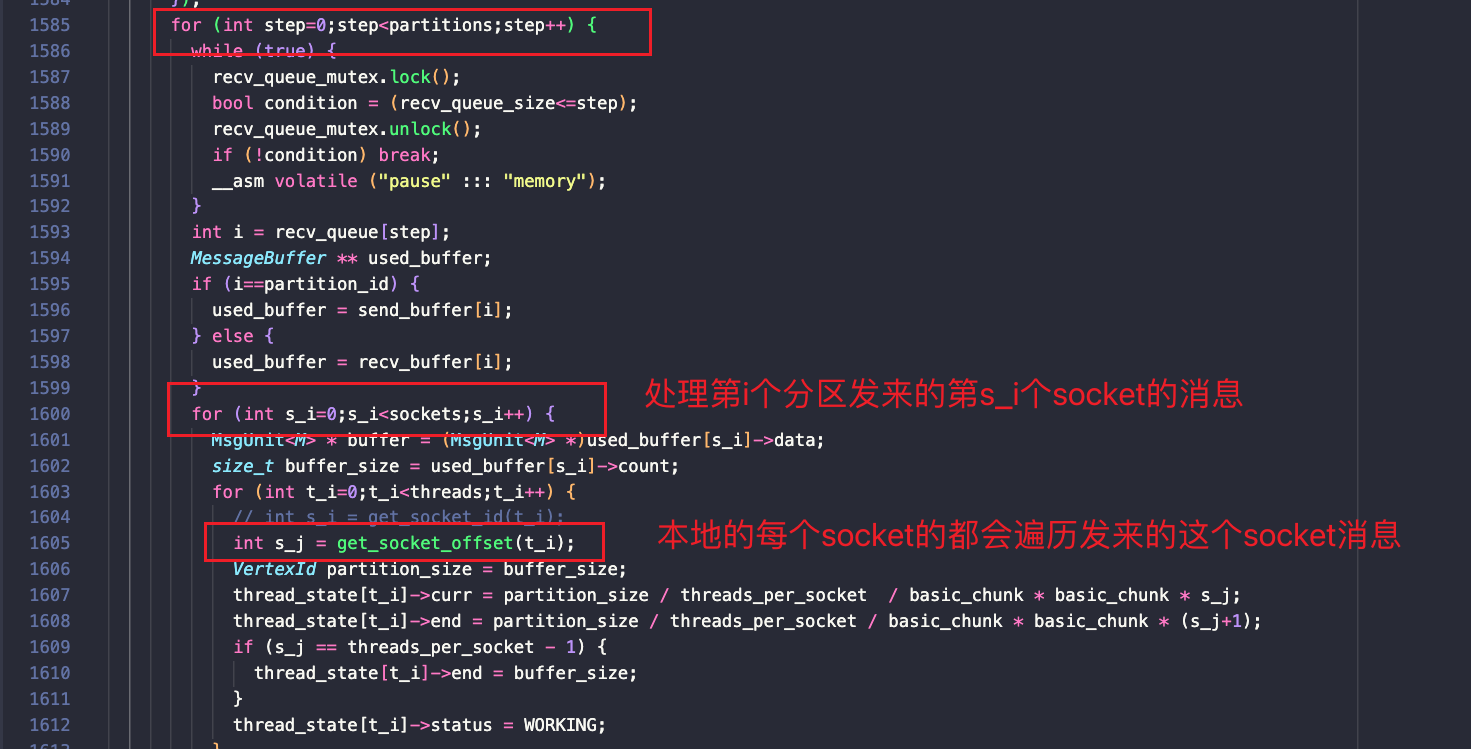 1584 });
1585 for (int step=0;step<partitions;step++) {
1586 while (true) {
1587 recv_queue_mutex.lock();
1588 bool condition = (recv_queue_size<=step);
1589 recv_queue_mutex.unlock();
1590 if (!condition) break;
1591 __asm volatile ("pause" ::: "memory");
1592 }
1593 int i = recv_queue[step];
1594 MessageBuffer ** used_buffer;
1595 if (i==partition_id) {
1596 used_buffer = send_buffer[i];
1597 } else {
1598 used_buffer = recv_buffer[i];
1599 }
处理第i个分区发来的第s_i个socket的消息
1600 for (int s_i=0;s_i<sockets;s_i++) {
1601 MsgUnit<M> * buffer = (MsgUnit<M> *)used_buffer[s_i]->data;
1602 size_t buffer_size = used_buffer[s_i]->count;
1603 for (int t_i=0;t_i<threads;t_i++) {
1604 // int s_i = get_socket_id(t_i);
1605 int s_j = get_socket_offset(t_i);
本地的每个socket的都会遍历发来的这个socket消息
1606 VertexId partition_size = buffer_size;
1607 thread_state[t_i]->curr = partition_size / threads_per_socket / basic_chunk * basic_chunk * s_j;
1608 thread_state[t_i]->end = partition_size / threads_per_socket / basic_chunk * basic_chunk * (s_j+1);
1609 if (s_j == threads_per_socket - 1) {
1610 thread_state[t_i]->end = buffer_size;
1611 }
1612 thread_state[t_i]->status = WORKING;
1613 }